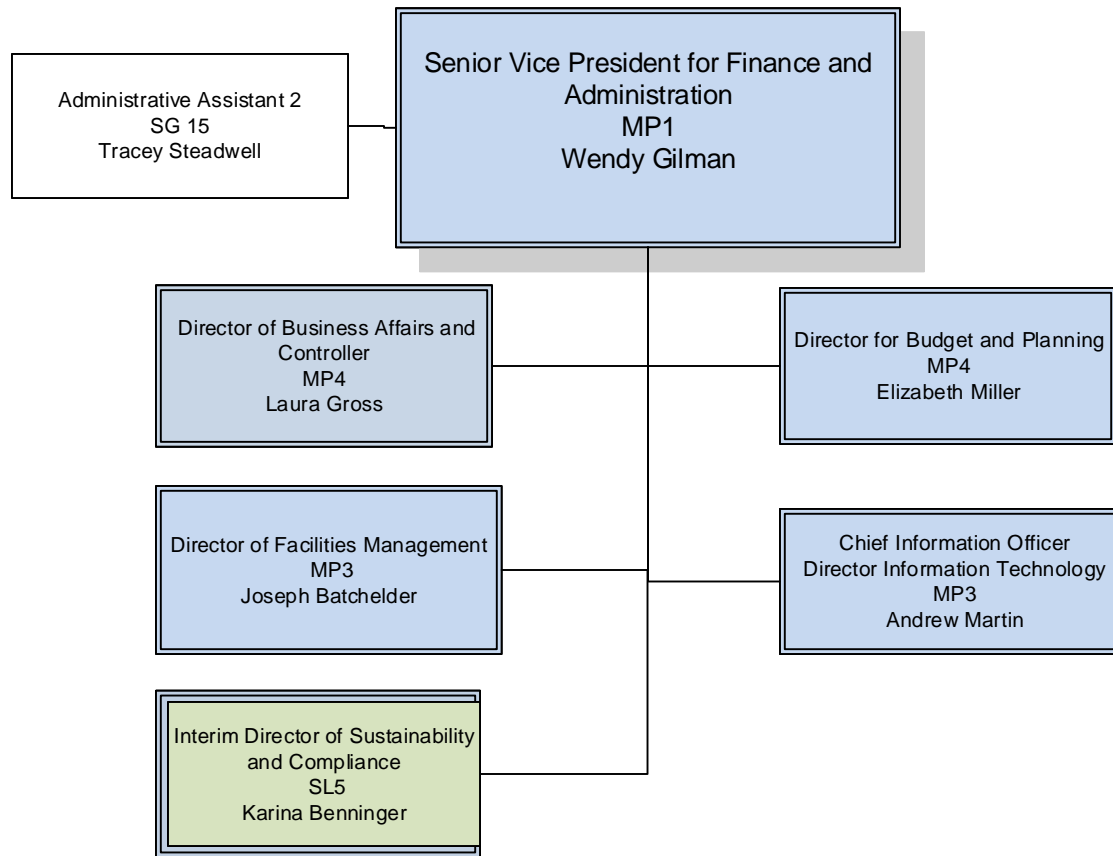 Senior Vice President for Finance and
Administration
MP1
Wendy Gilman
Administrative Assistant 2
SG 15
Tracey Steadwell
Director of Business Affairs and
Controller
MP4
Laura Gross
Director for Budget and Planning
MP4
Elizabeth Miller
Director of Facilities Management
MP3
Joseph Batchelder
Chief Information Officer
Director Information Technology
MP3
Andrew Martin
Interim Director of Sustainability
and Compliance
SL5
Karina Benninger